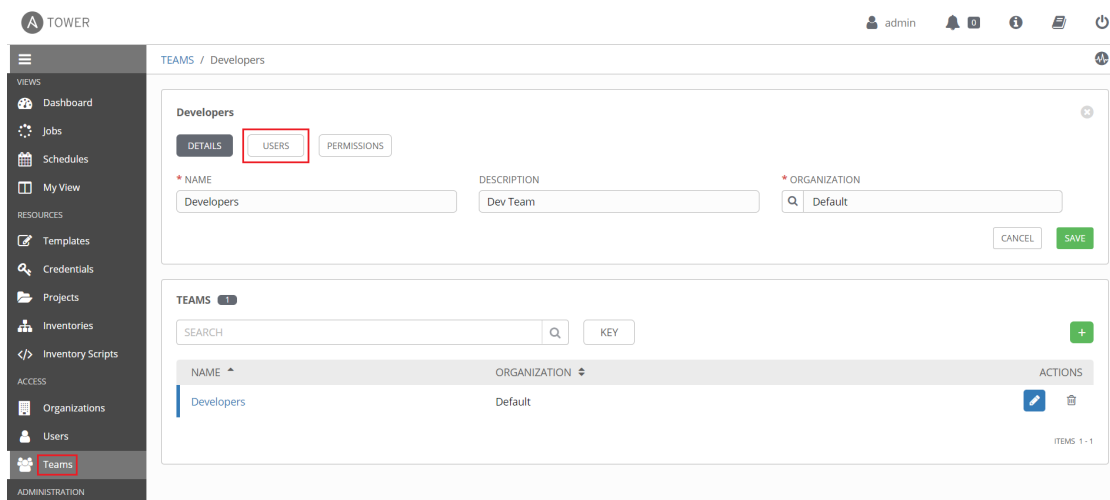 A TOWER
admin
0
TEAMS / Developers
VIEWS
Dashboard
Jobs
Schedules
My View
RESOURCES
Templates
Credentials
Projects
Inventories
</> Inventory Scripts
ACCESS
Organizations
Users
Teams
ADMINISTRATION
Developers
DETAILS USERS PERMISSIONS
* NAME DESCRIPTION * ORGANIZATION
Developers Dev Team Default
CANCEL SAVE
TEAMS 1
SEARCH KEY +
NAME ORGANIZATION ACTIONS
Developers Default
ITEMS 1 - 1